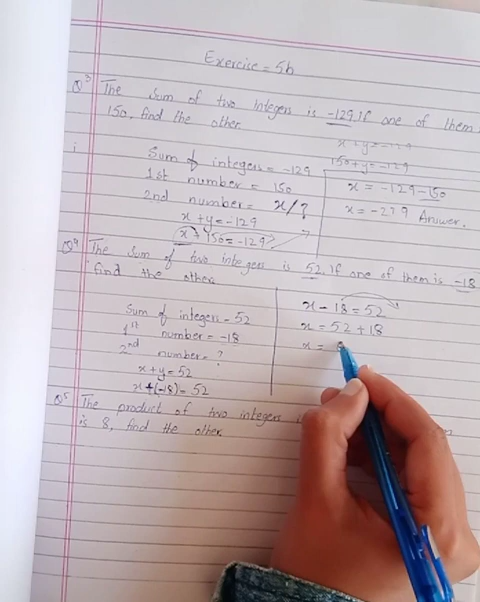 Exercise = 5b
Q3 The sum of two integers is -129. If one of them is
150, find the other.
x + y = -129
150 + y = -129
i
Sum of integers = -129
1st number = 150
2nd number = x/?
x + y = -129
x + 150 = -129?
x = -129 - 150
x = -279 Answer.
Q4 The sum of two integers is 52. If one of them is -18
find the other.
Sum of integers = 52
1st number = -18
2nd number = ?
x + y = 52
x + (-18) = 52
x - 18 = 52
x = 52 + 18
x =
Q5 The product of two integers
is 8, find the other.